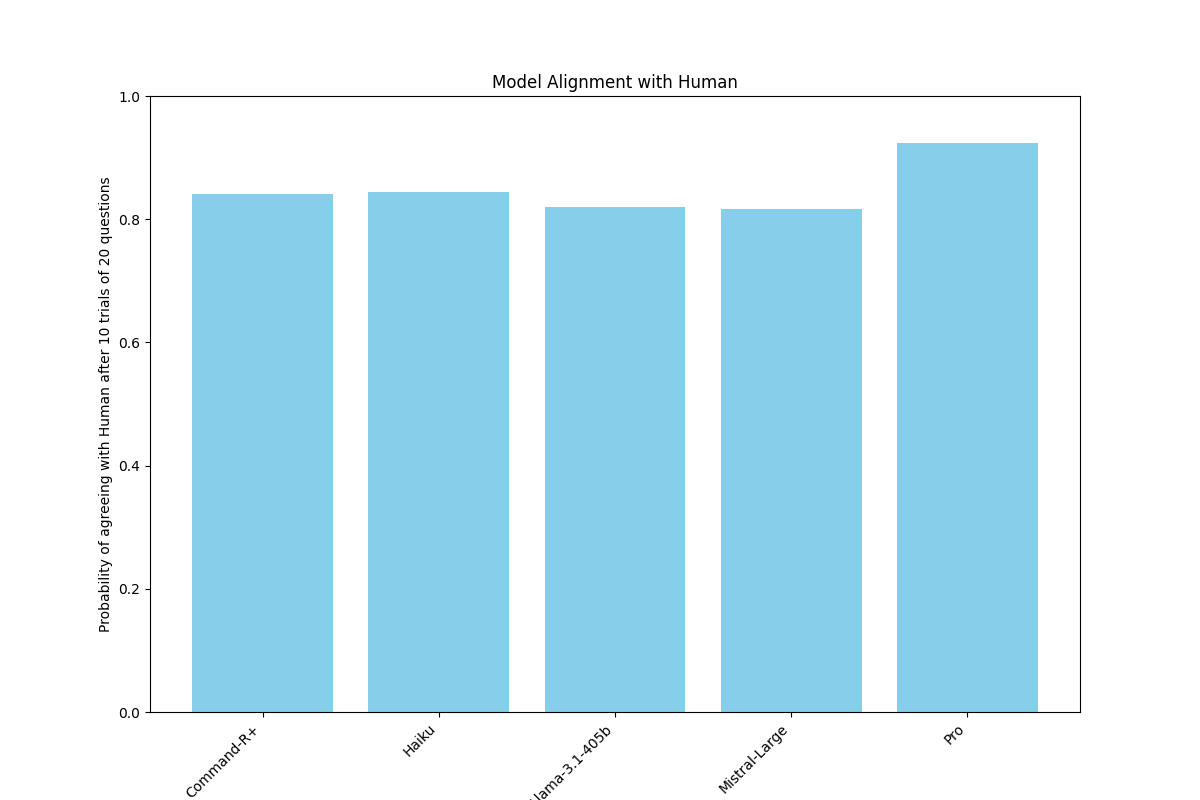 Model Alignment with Human
Probability of agreeing with Human after 10 trials of 20 questions
1.0
0.8
0.6
0.4
0.2
0.0
Command-R+
Haiku
lama-3.1-405b
Mistral-Large
Pro